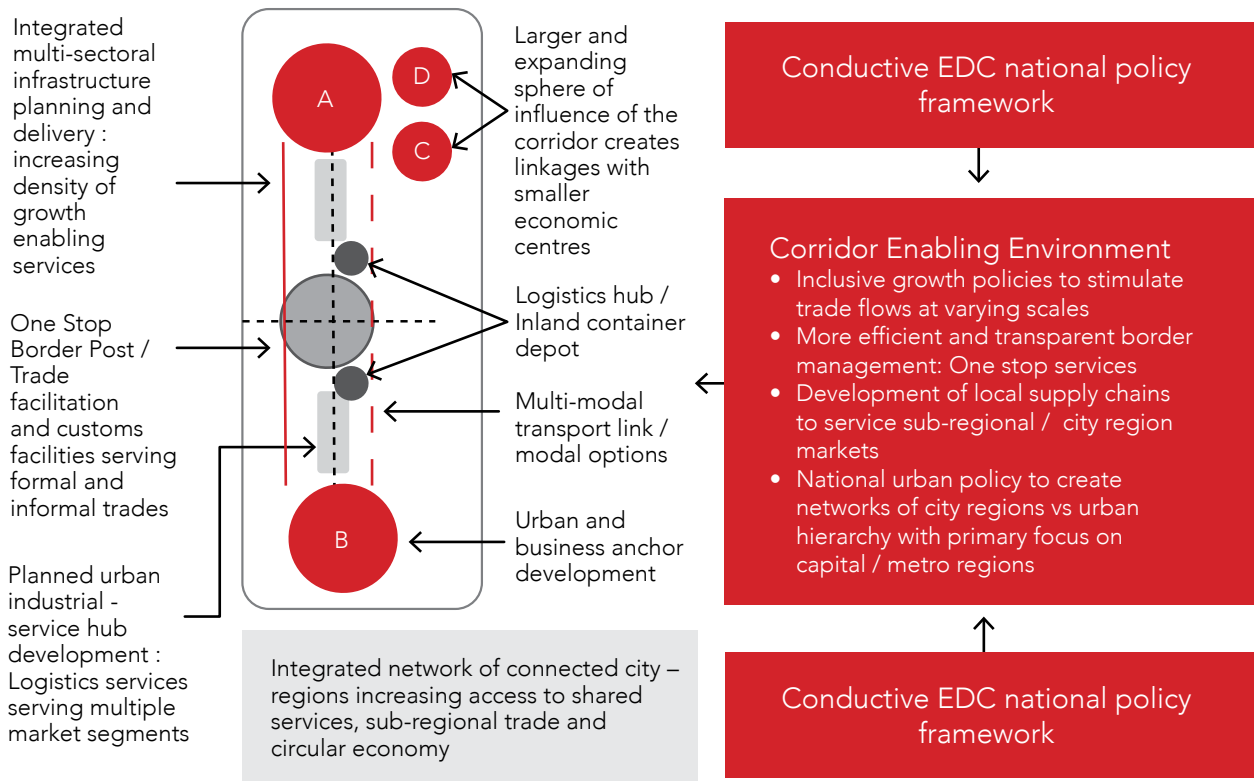 Integrated
multi-sectoral
infrastructure
planning and
delivery :
increasing
density of
growth
enabling
services
One Stop
Border Post /
Trade
facilitation
and customs
facilities serving
formal and
informal trades
Planned urban
industrial -
service hub
development :
Logistics services
serving multiple
market segments
A
D
C
B
Larger and
expanding
sphere of
influence of the
corridor creates
linkages with
smaller
economic
centres
Logistics hub /
Inland container
depot
Multi-modal
transport link /
modal options
Urban and
business anchor
development
Integrated network of connected city –
regions increasing access to shared
services, sub-regional trade and
circular economy
Conductive EDC national policy
framework
Corridor Enabling Environment
• Inclusive growth policies to stimulate
trade flows at varying scales
• More efficient and transparent border
management: One stop services
• Development of local supply chains
to service sub-regional / city region
markets
• National urban policy to create
networks of city regions vs urban
hierarchy with primary focus on
capital / metro regions
Conductive EDC national policy
framework